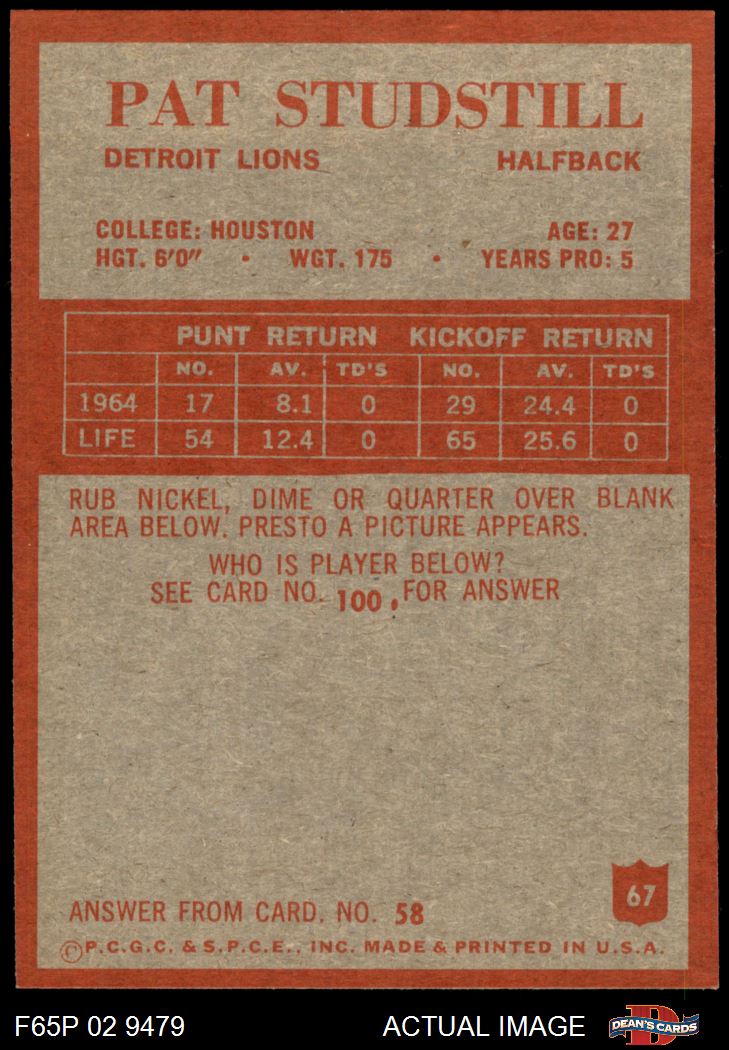 PAT STUDSTILL
DETROIT LIONS HALFBACK
COLLEGE: HOUSTON AGE: 27
HGT. 6'0" • WGT. 175 • YEARS PRO: 5
PUNT RETURN KICKOFF RETURN
NO. AV. TD'S NO. AV. TD'S
1964 17 8.1 0 29 24.4 0
LIFE 54 12.4 0 65 25.6 0
RUB NICKEL, DIME OR QUARTER OVER BLANK
AREA BELOW. PRESTO A PICTURE APPEARS.
WHO IS PLAYER BELOW?
SEE CARD NO. 100, FOR ANSWER
67
ANSWER FROM CARD. NO. 58
©P.C.G.C. & S.P.C.E., INC. MADE & PRINTED IN U.S.A.
F65P 02 9479 ACTUAL IMAGE DEAN'S CARDS